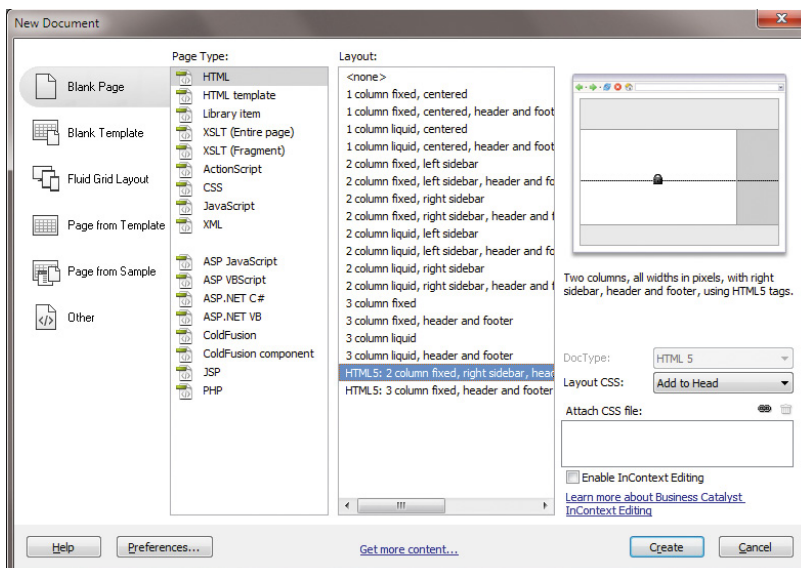 New Document
Blank Page
Blank Template
Fluid Grid Layout
Page from Template
Page from Sample
Other
Page Type:
HTML
HTML template
Library item
XSLT (Entire page)
XSLT (Fragment)
ActionScript
CSS
JavaScript
XML
ASP JavaScript
ASP VBScript
ASP.NET C#
ASP.NET VB
ColdFusion
ColdFusion component
JSP
PHP
Layout:
<none>
1 column fixed, centered
1 column fixed, centered, header and foot
1 column liquid, centered
1 column liquid, centered, header and foot
2 column fixed, left sidebar
2 column fixed, left sidebar, header and fo
2 column fixed, right sidebar
2 column fixed, right sidebar, header and f
2 column liquid, left sidebar
2 column liquid, left sidebar, header and fo
2 column liquid, right sidebar
2 column liquid, right sidebar, header and f
3 column fixed
3 column fixed, header and footer
3 column liquid
3 column liquid, header and footer
HTML5: 2 column fixed, right sidebar, head
HTML5: 3 column fixed, header and footer
Two columns, all widths in pixels, with right
sidebar, header and footer, using HTML5 tags.
DocType: HTML 5
Layout CSS: Add to Head
Attach CSS file:
Enable InContext Editing
Learn more about Business Catalyst
InContext Editing
Help Preferences... Get more content... Create Cancel